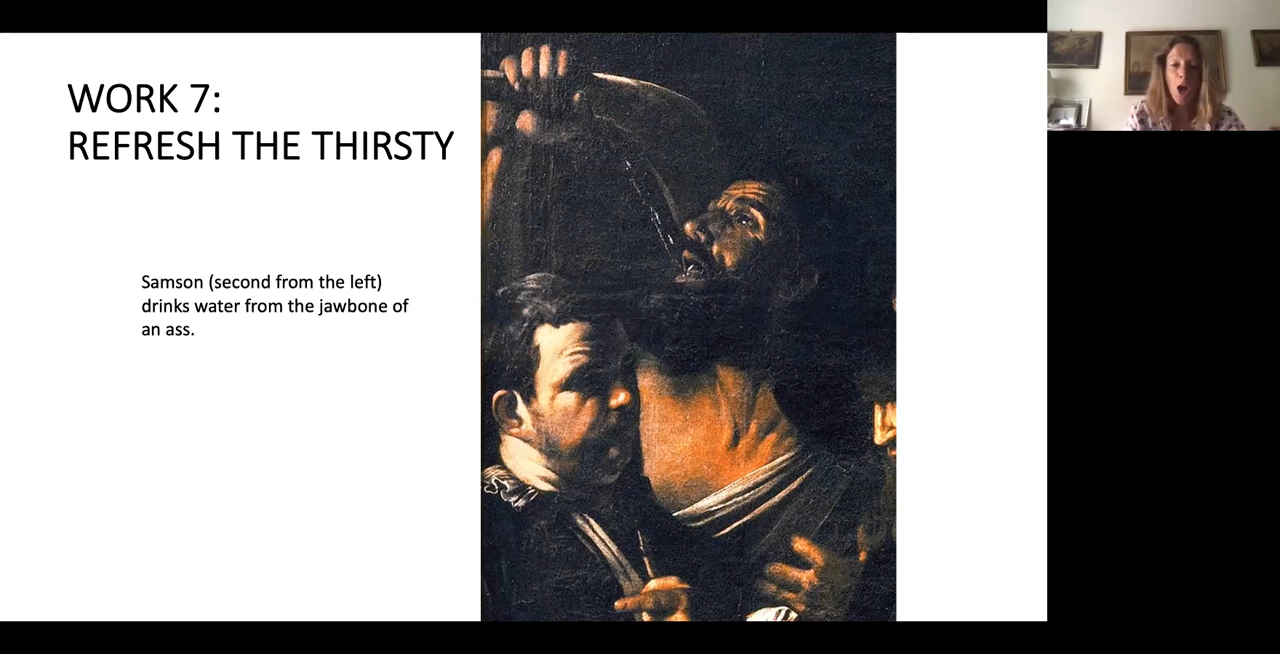 WORK 7:
REFRESH THE THIRSTY
Samson (second from the left)
drinks water from the jawbone of
an ass.